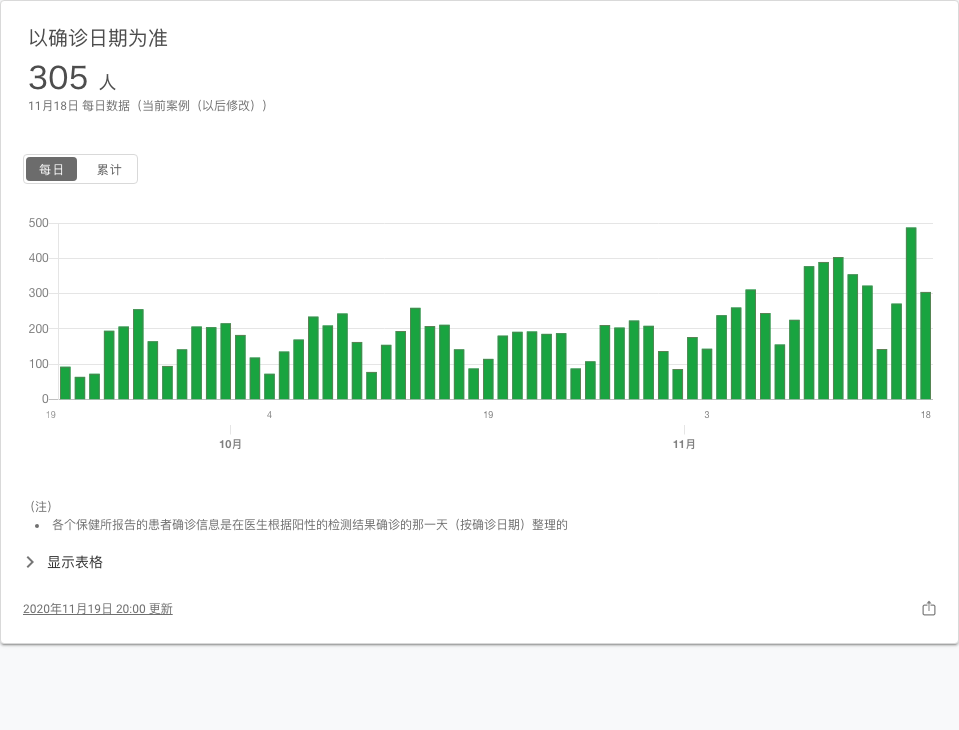 以确诊日期为准
305 人
11月18日 每日数据（当前案例（以后修改））
每日 累计
500
400
300
200
100
0
19 4 19 3 18
10月 11月
（注）
• 各个保健所报告的患者确诊信息是在医生根据阳性的检测结果确诊的那一天（按确诊日期）整理的
显示表格
2020年11月19日 20:00 更新